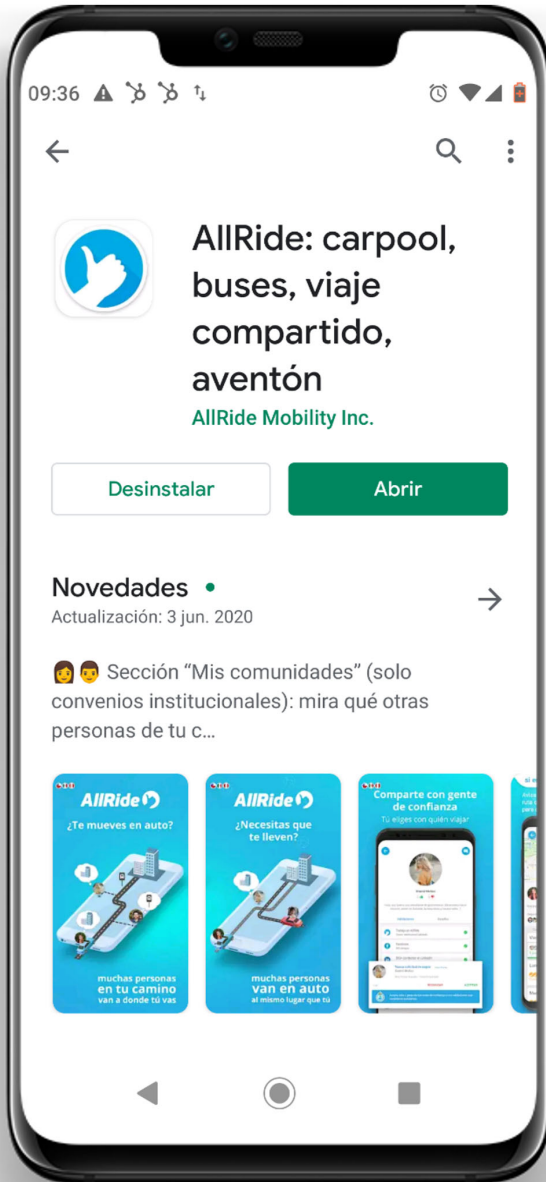 09:36
AllRide: carpool,
buses, viaje
compartido,
aventón
AllRide Mobility Inc.
Desinstalar
Abrir
Novedades
Actualización: 3 jun. 2020
Sección “Mis comunidades” (solo
convenios institucionales): mira qué otras
personas de tu c...
AllRide
¿Te mueves en auto?
muchas personas
en tu camino
van a donde tú vas
AllRide
¿Necesitas que
te lleven?
muchas personas
van en auto
al mismo lugar que tú
Comparte con gente
de confianza
Tú eliges con quién viajar